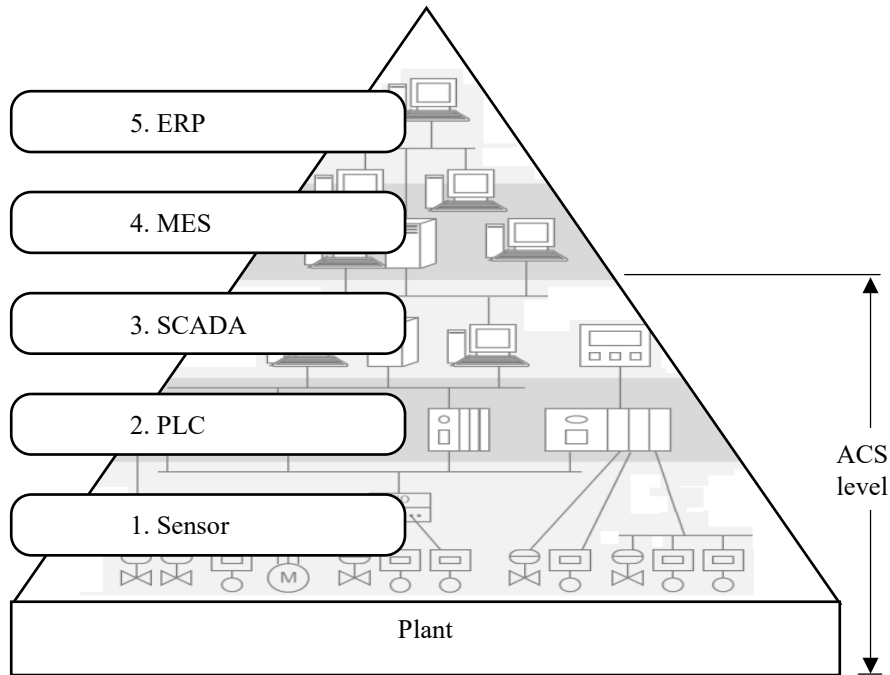 5. ERP
4. MES
3. SCADA
2. PLC
1. Sensor
M
Plant
ACS
level